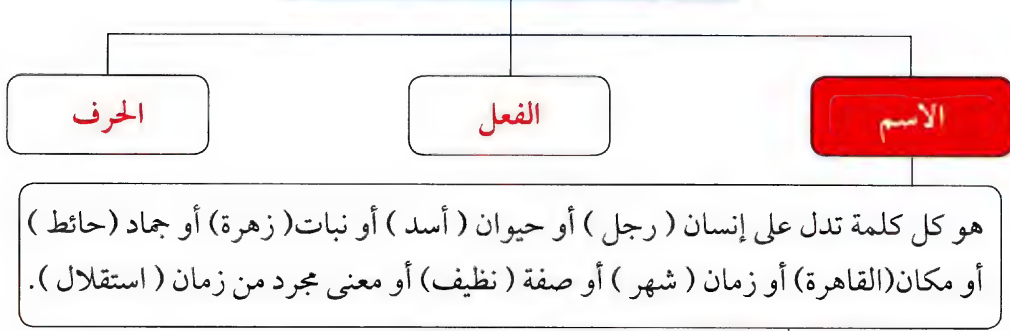 الاسم
الفعل
الحرف
هو كل كلمة تدل على إنسان ( رجل ) أو حيوان ( أسد ) أو نبات( زهرة) أو جماد (حائط )
أو مكان(القاهرة) أو زمان ( شهر ) أو صفة ( نظيف) أو معنى مجرد من زمان ( استقلال ).